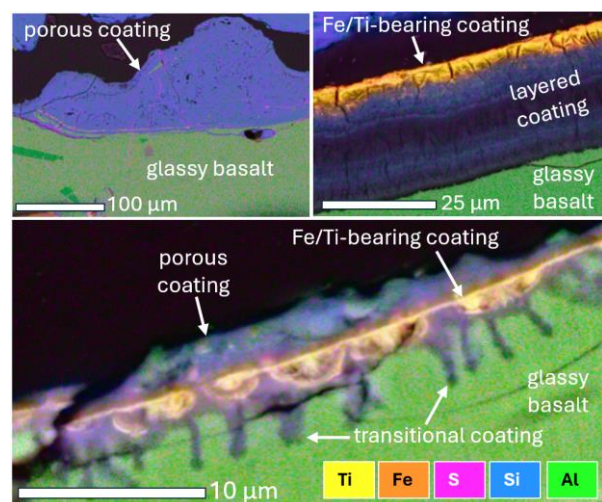 porous coating
glassy basalt
100 μm
Fe/Ti-bearing coating
layered
coating
25 μm
glassy
basalt
Fe/Ti-bearing coating
porous
coating
glassy
basalt
transitional coating
10 μm
Ti Fe S Si Al